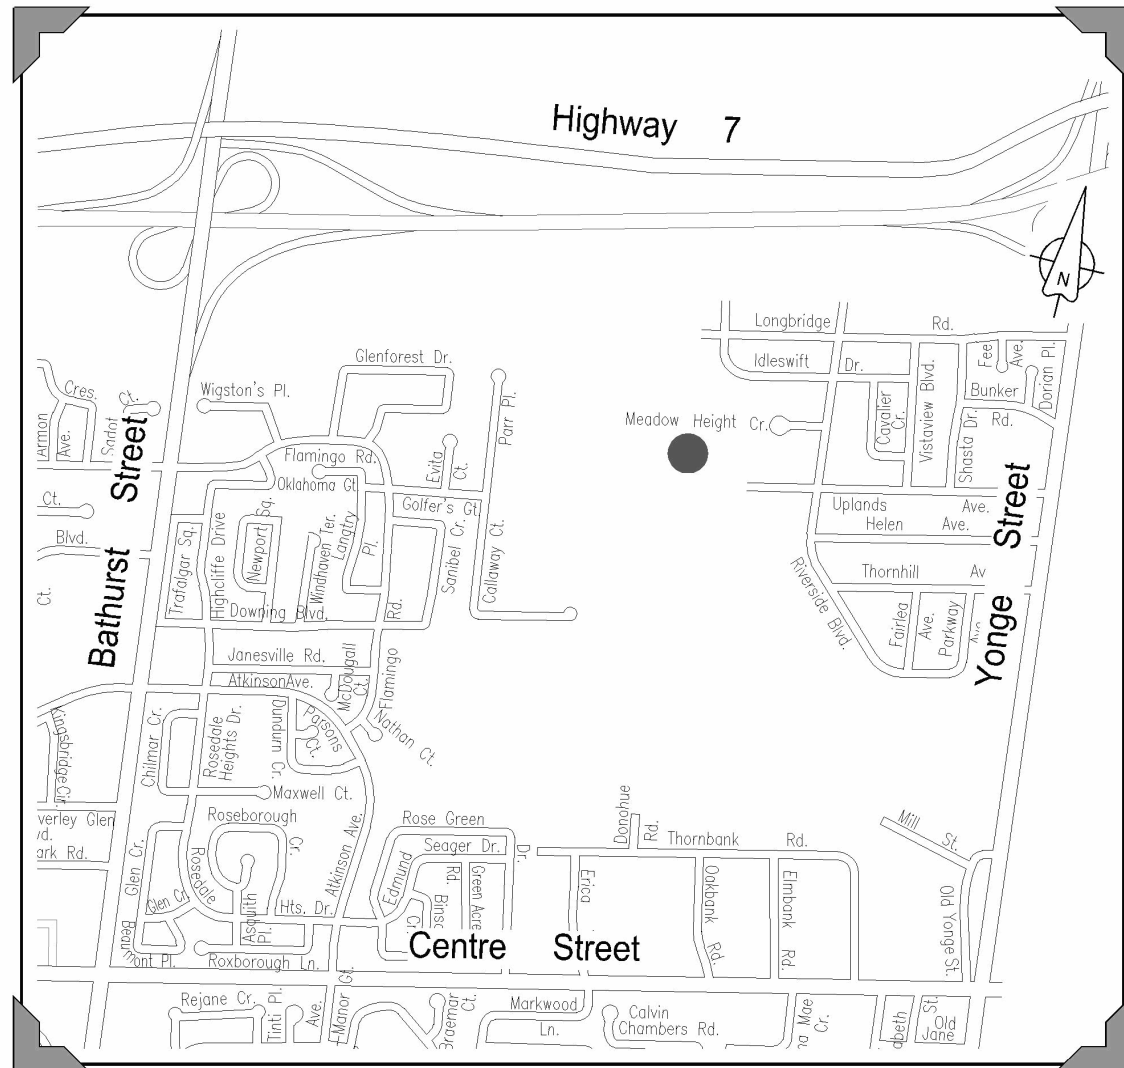 Highway 7
N
Longbridge Rd.
Idleswift Dr.
Fee Ave.
Dorian Pl.
Bunker Rd.
Cavalier Cr.
Vistaview Blvd.
Shasta Dr.
Meadow Height Cr.
Glenforest Dr.
Wigston's Pl.
Parr Pl.
Cres.
Sadot Ct.
Armon Ave.
Bathurst Street
Flamingo Rd.
Evita Ct.
Oklahoma Gt.
Golfer's Gt.
Ct.
Blvd.
Ct.
Trafalgar Sq.
Highcliffe Drive
Newport Sq.
Windhaven Ter.
Langtry Pl.
Sanibel Cr.
Callaway Ct.
Downing Blvd.
Uplands Ave.
Helen Ave.
Yonge Street
Thornhill Av
Riverside Blvd.
Fairlea Ave.
Parkway Ave.
Janesville Rd.
AtkinsonAve.
McDougall Ct.
Flamingo Rd.
Nathan Ct.
Parsons Ct.
Dundurn Cr.
Rosedale Heights Dr.
Chilmar Cr.
Kingsbridge Cir.
Maxwell Ct.
verley Glen
vd.
ark Rd.
Roseborough Cr.
Atkinson Ave.
Rose Green Dr.
Seager Dr.
Edmund Cr.
Binsc Rd.
Green Acre
Donohue Rd.
Thornbank Rd.
Erica
Oakbank Rd.
Elmbank Rd.
Mill St.
Old Yonge St.
Glen Cr.
Glen Cr.
Rosedale Hts. Dr.
Asquith Pl.
Beaumont Pl.
Roxborough Ln.
Centre Street
Rejane Cr.
Tinti Pl.
Ave.
Manor Gt.
Braemar Ct.
Markwood Ln.
Calvin Chambers Rd.
na Mae Cr.
abeth St.
Old Jane